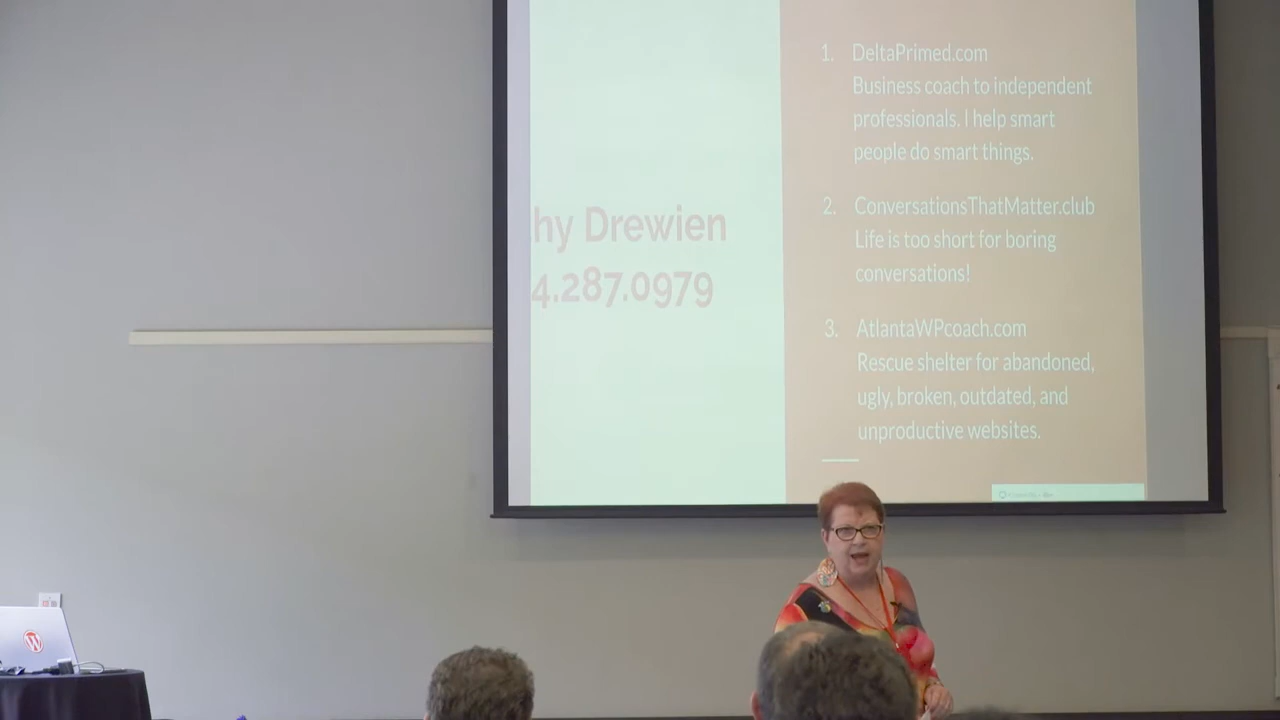 hy Drewien
4.287.0979
1. DeltaPrimed.com
Business coach to independent
professionals. I help smart
people do smart things.
2. ConversationsThatMatter.club
Life is too short for boring
conversations!
3. AtlantaWPcoach.com
Rescue shelter for abandoned,
ugly, broken, outdated, and
unproductive websites.